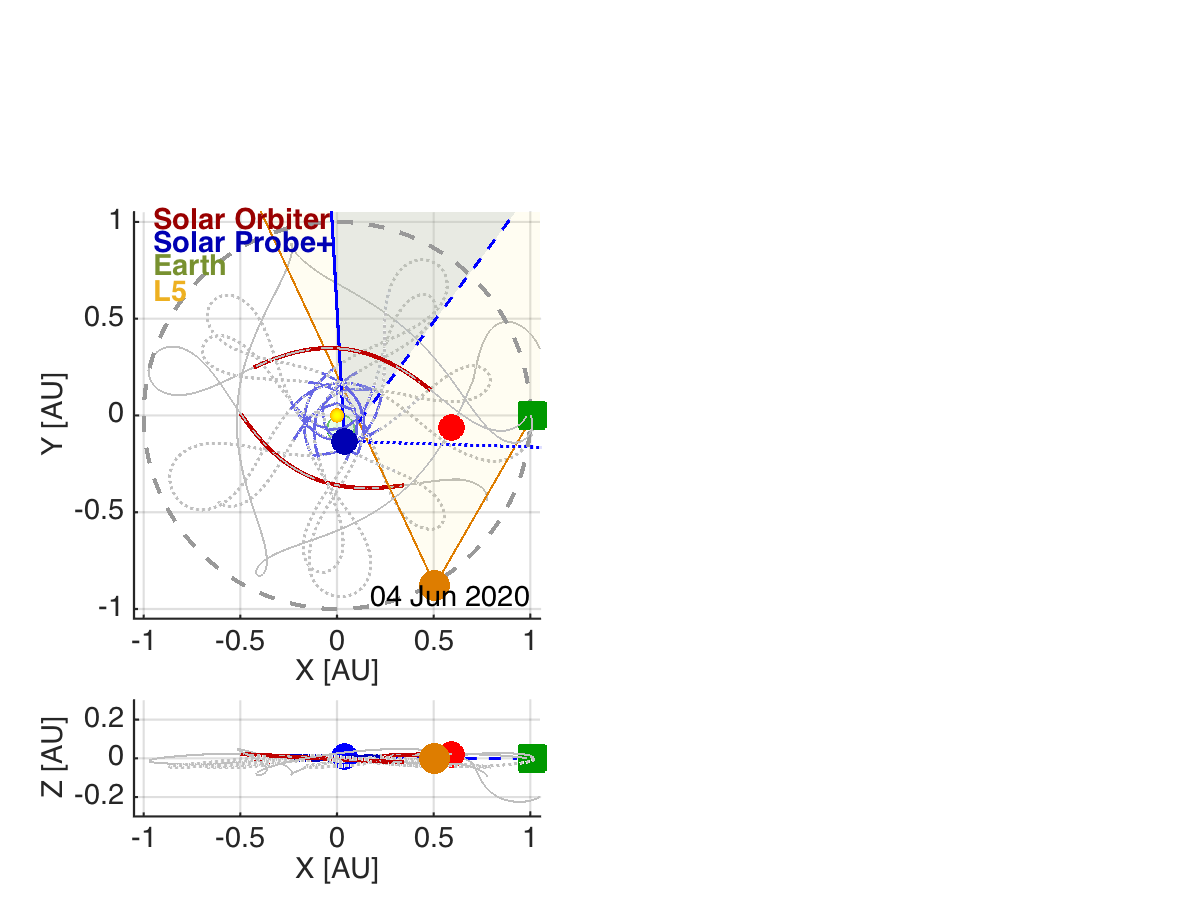 Solar Orbiter
Solar Probe+
Earth
L5
1
0.5
0
-0.5
-1
Y [AU]
04 Jun 2020
-1 -0.5 0 0.5 1
X [AU]
0.2
0
-0.2
Z [AU]
-1 -0.5 0 0.5 1
X [AU]